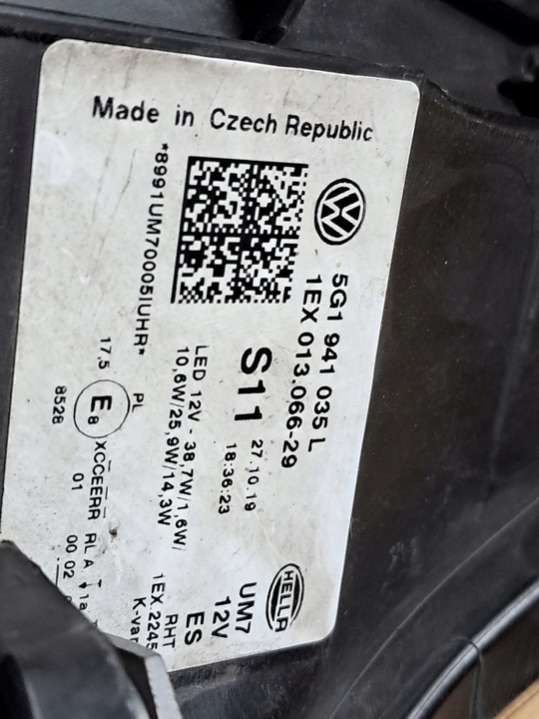 Made in Czech Republic
*8991UM70005IUHR*
5G1 941 035 L
1EX 013.066-29
S11
27.10.19
18:36:23
LED 12V - 38,7W/1,6W/
10,6W/25,9W/14,3W
HELLA
UM7
12V
ES
RHT
1EX.2245
PL
17,5
E8
8528
XCCEERR
01
RL A T
00 02